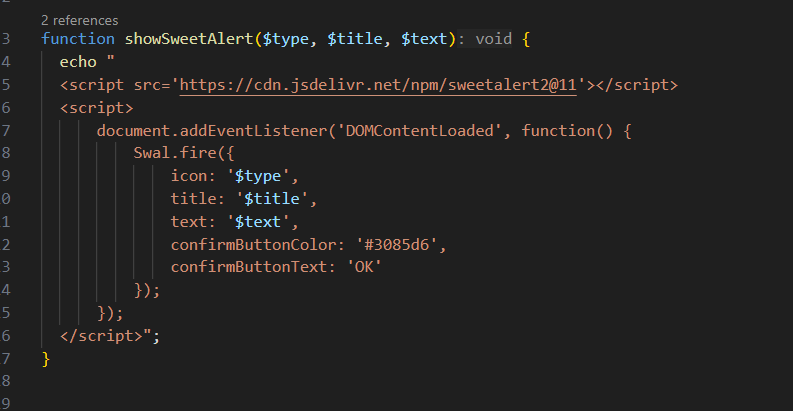 2
2 references
3 function showSweetAlert($type, $title, $text): void {
4 echo "
5 <script src='https://cdn.jsdelivr.net/npm/sweetalert2@11'></script>
6 <script>
7 document.addEventListener('DOMContentLoaded', function() {
8 Swal.fire({
9 icon: '$type',
0 title: '$title',
1 text: '$text',
2 confirmButtonColor: '#3085d6',
3 confirmButtonText: 'OK'
4 });
5 });
6 </script>";
7 }
8
9